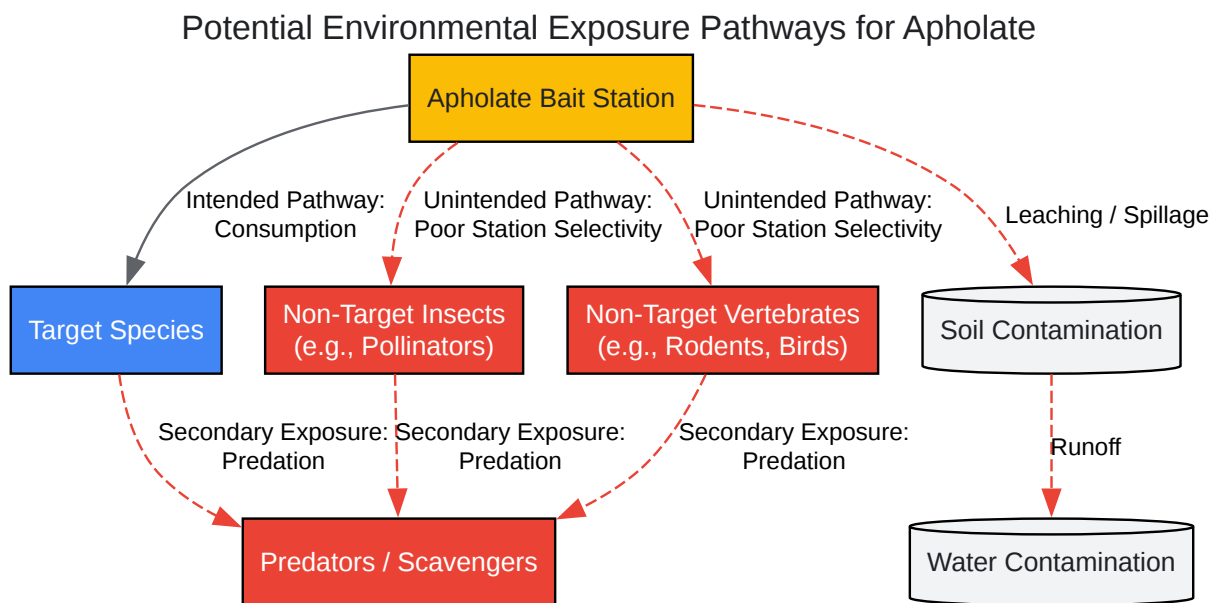 Potential Environmental Exposure Pathways for Apholate
Apholate Bait Station
Intended Pathway:
Consumption
Unintended Pathway:
Poor Station Selectivity
Unintended Pathway:
Poor Station Selectivity
Leaching / Spillage
Target Species
Non-Target Insects
(e.g., Pollinators)
Non-Target Vertebrates
(e.g., Rodents, Birds)
Soil Contamination
Secondary Exposure:
Predation
Secondary Exposure:
Predation
Secondary Exposure:
Predation
Runoff
Predators / Scavengers
Water Contamination